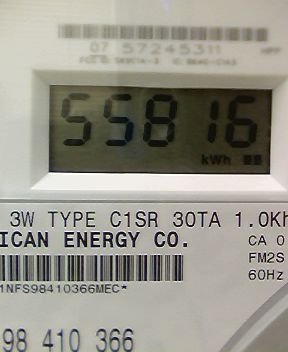 07 57245311
55816
kWh
3W TYPE C1SR 30TA 1.0Kh
ICAN ENERGY CO.
CA 0
FM2S
60Hz
1NFS98410366MEC*
98 410 366